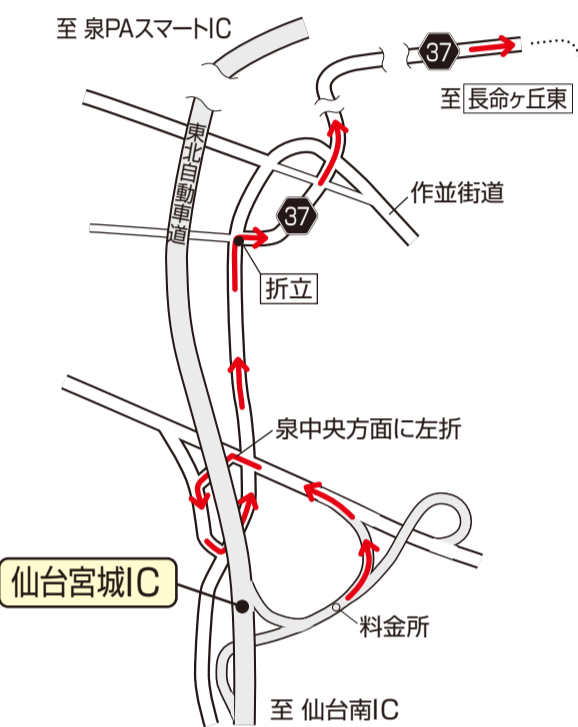 至 泉PAスマートIC
37
至 長命ヶ丘東
東北自動車道
作並街道
37
折立
泉中央方面に左折
仙台宮城IC
料金所
至 仙台南IC